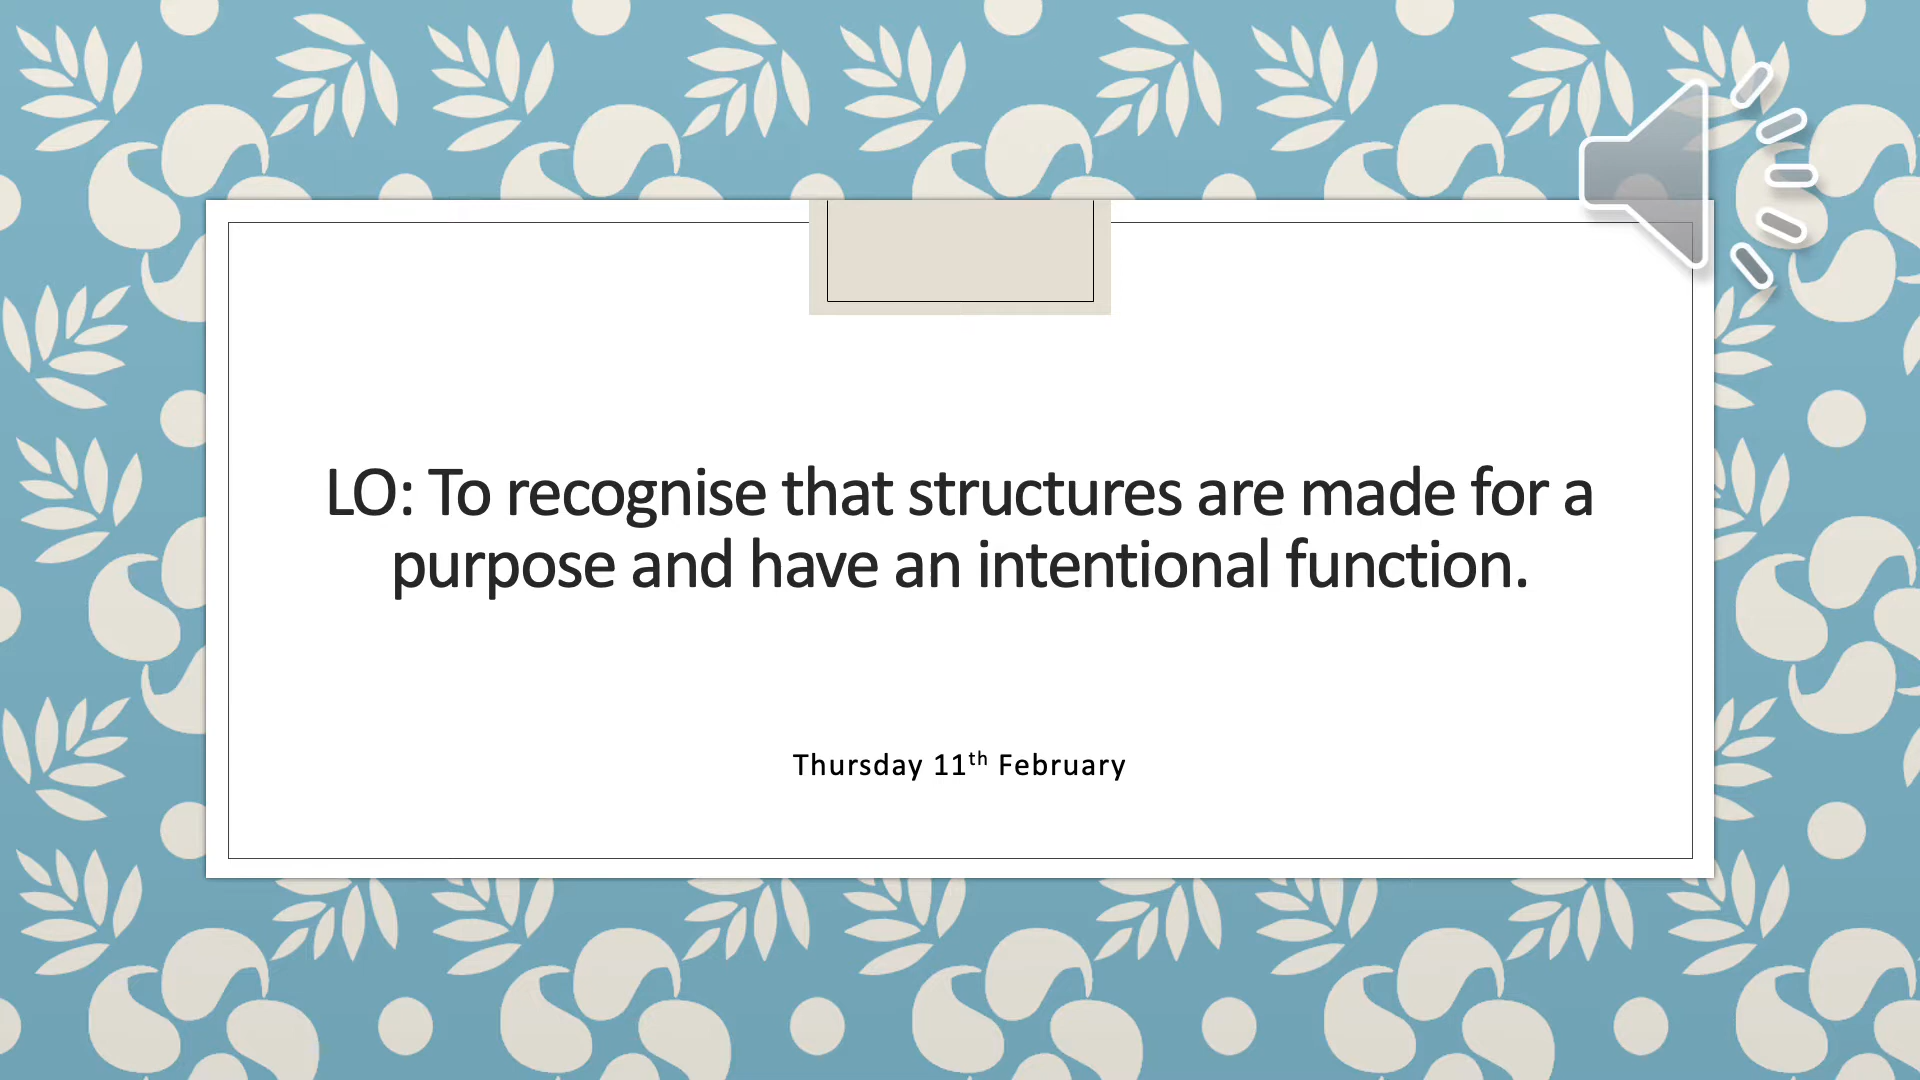 LO: To recognise that structures are made for a
purpose and have an intentional function.
Thursday 11th February